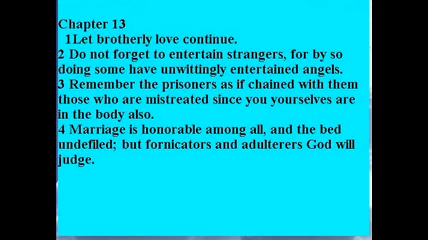 Chapter 13
1Let brotherly love continue.
2 Do not forget to entertain strangers, for by so
doing some have unwittingly entertained angels.
3 Remember the prisoners as if chained with them
those who are mistreated since you yourselves are
in the body also.
4 Marriage is honorable among all, and the bed
undefiled; but fornicators and adulterers God will
judge.